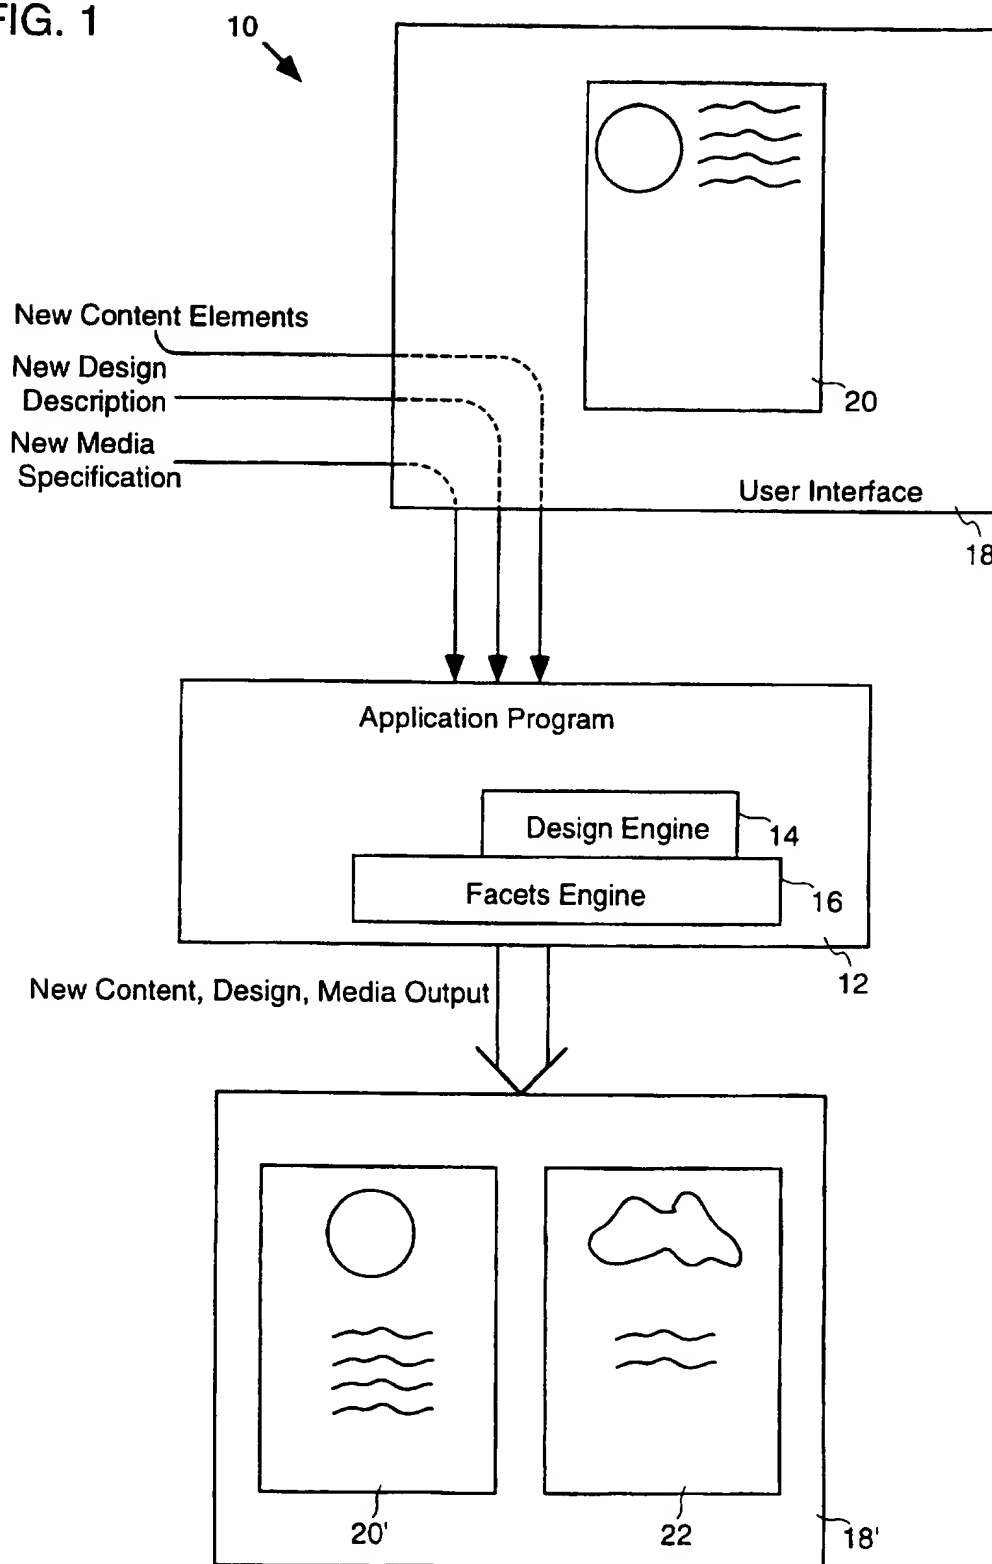 FIG. 1
10
20
New Content Elements
New Design
Description
New Media
Specification
User Interface
18
Application Program
Design Engine
14
Facets Engine
16
12
New Content, Design, Media Output
20'
22
18'